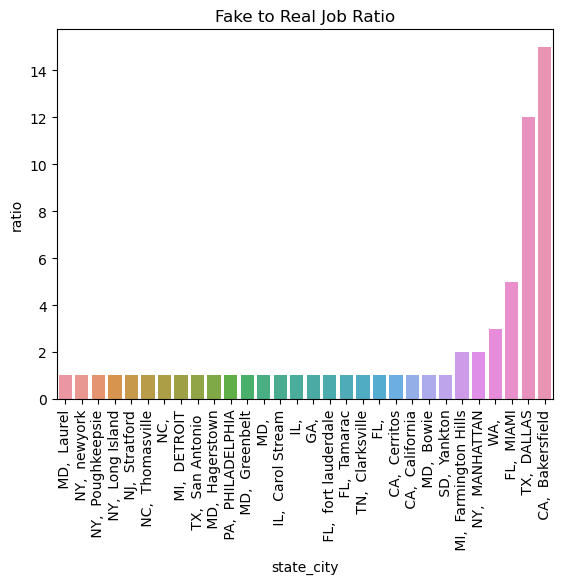 Fake to Real Job Ratio
ratio
14
12
10
8
6
4
2
0
MD,  Laurel
NY,  newyork
NY,  Poughkeepsie
NY,  Long Island
NJ,  Stratford
NC,  Thomasville
NC,
MI,  DETROIT
TX,  San Antonio
MD,  Hagerstown
PA,  PHILADELPHIA
MD,  Greenbelt
MD,
IL,  Carol Stream
IL,
GA,
FL,  fort lauderdale
FL,  Tamarac
TN,  Clarksville
FL,
CA,  Cerritos
CA,  California
MD,  Bowie
SD,  Yankton
MI,  Farmington Hills
NY,  MANHATTAN
WA,
FL,  MIAMI
TX,  DALLAS
CA,  Bakersfield
state_city